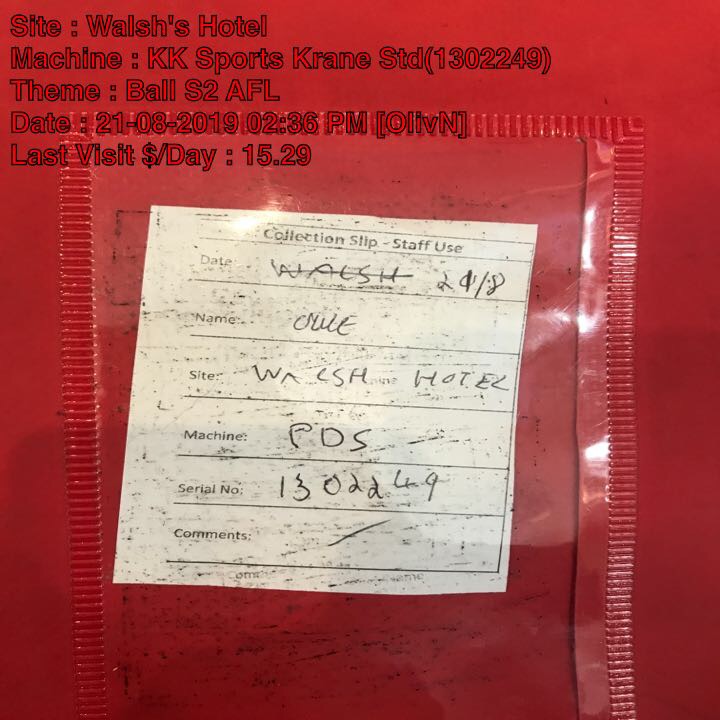 Site : Walsh's Hotel
Machine : KK Sports Krane Std(1302249)
Theme : Ball S2 AFL
Date : 21-08-2019 02:36 PM [OlivN]
Last Visit $/Day : 15.29
Collection Slip - Staff Use
Date: WALSH 21/8
Name: OLLIE
Site: WALSH HOTEL
Machine: PDS
Serial No: 1302249
Comments: /